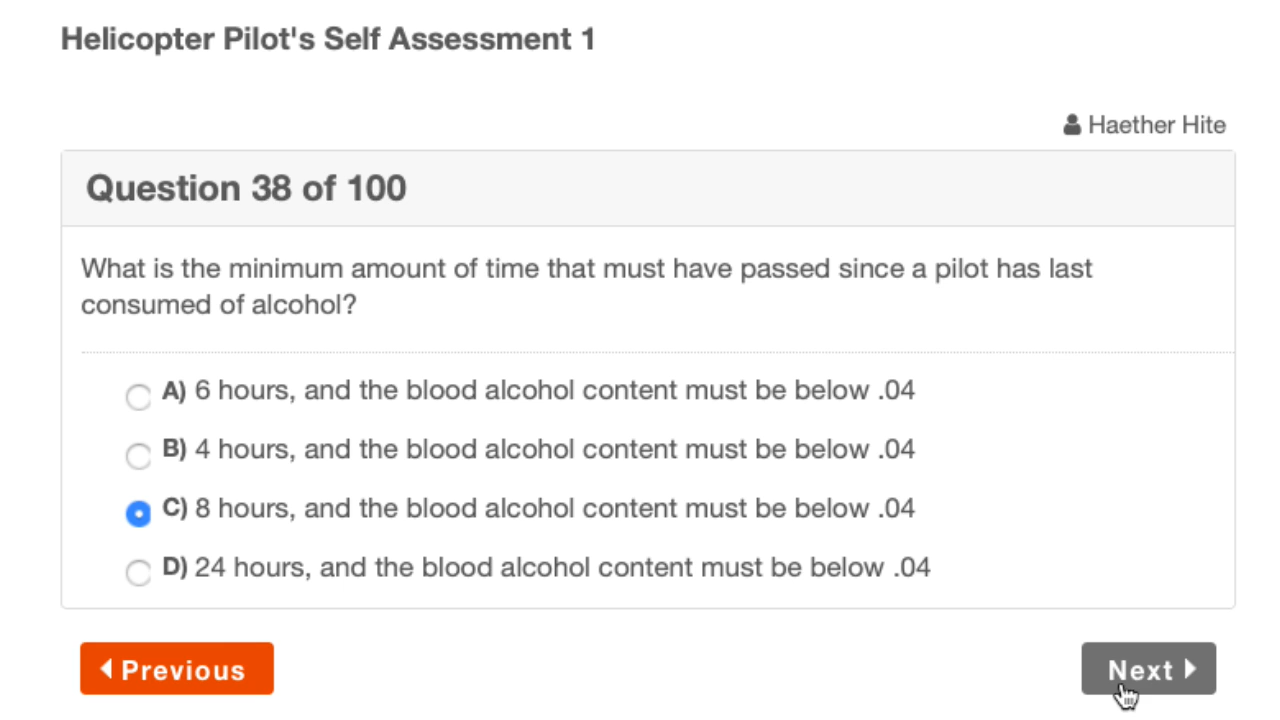 Helicopter Pilot's Self Assessment 1
Haether Hite
Question 38 of 100
What is the minimum amount of time that must have passed since a pilot has last
consumed of alcohol?
A) 6 hours, and the blood alcohol content must be below .04
B) 4 hours, and the blood alcohol content must be below .04
C) 8 hours, and the blood alcohol content must be below .04
D) 24 hours, and the blood alcohol content must be below .04
Previous
Next